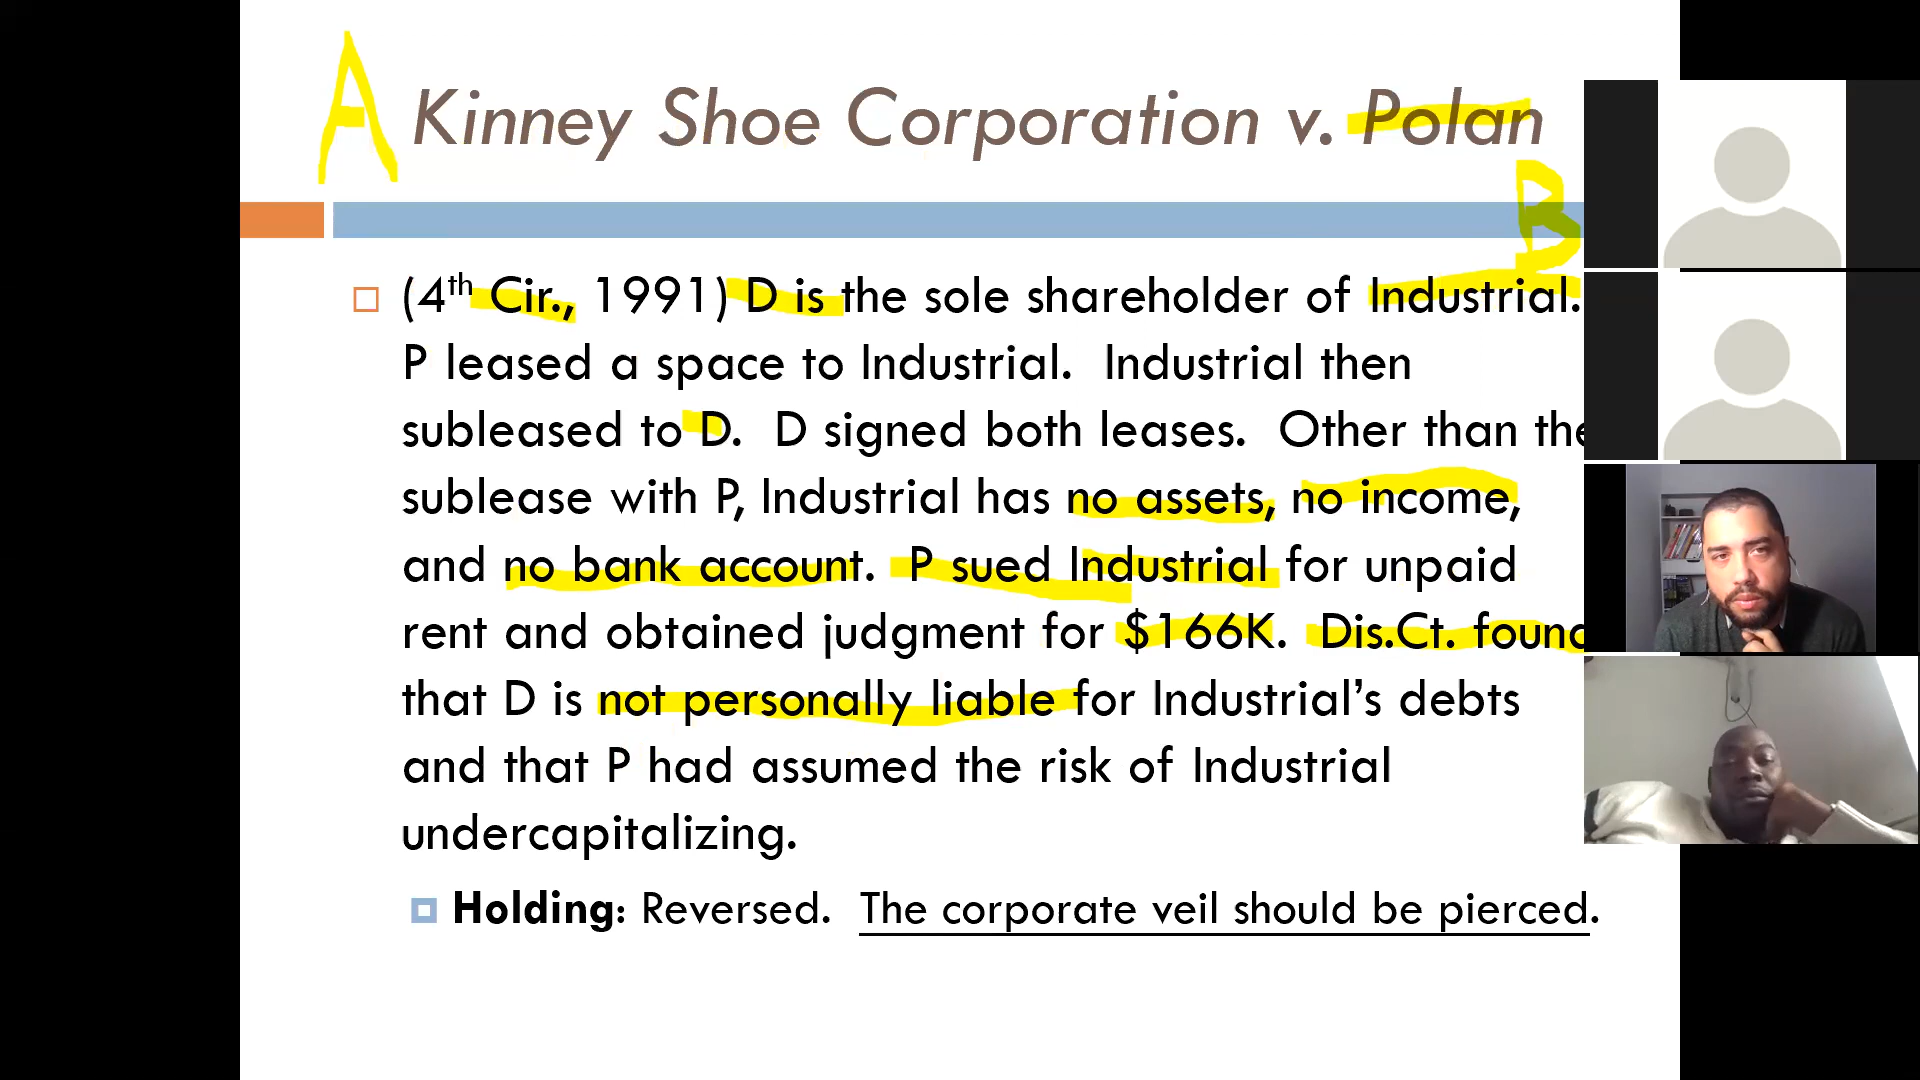 A
Kinney Shoe Corporation v. Polan
B
(4th Cir., 1991) D is the sole shareholder of Industrial.
P leased a space to Industrial.  Industrial then
subleased to D.  D signed both leases.  Other than the
sublease with P, Industrial has no assets, no income,
and no bank account.  P sued Industrial for unpaid
rent and obtained judgment for $166K.  Dis.Ct. found
that D is not personally liable for Industrial's debts
and that P had assumed the risk of Industrial
undercapitalizing.
Holding: Reversed.  The corporate veil should be pierced.